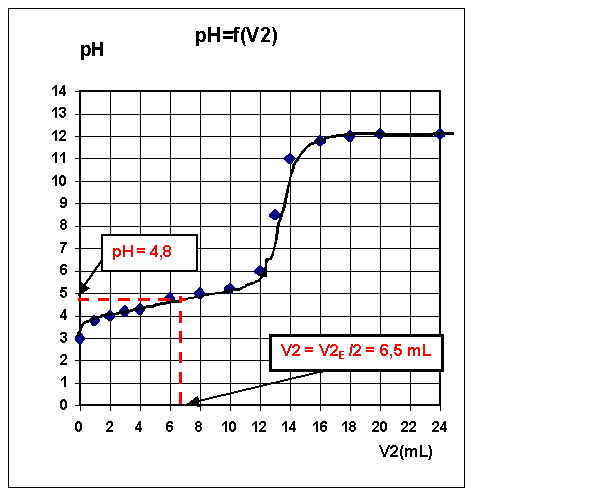 pH=f(V2)
pH
14
13
12
11
10
9
8
7
6
5
4
3
2
1
0
pH = 4,8
V2 = V2E /2 = 6,5 mL
0 2 4 6 8 10 12 14 16 18 20 22 24
V2(mL)